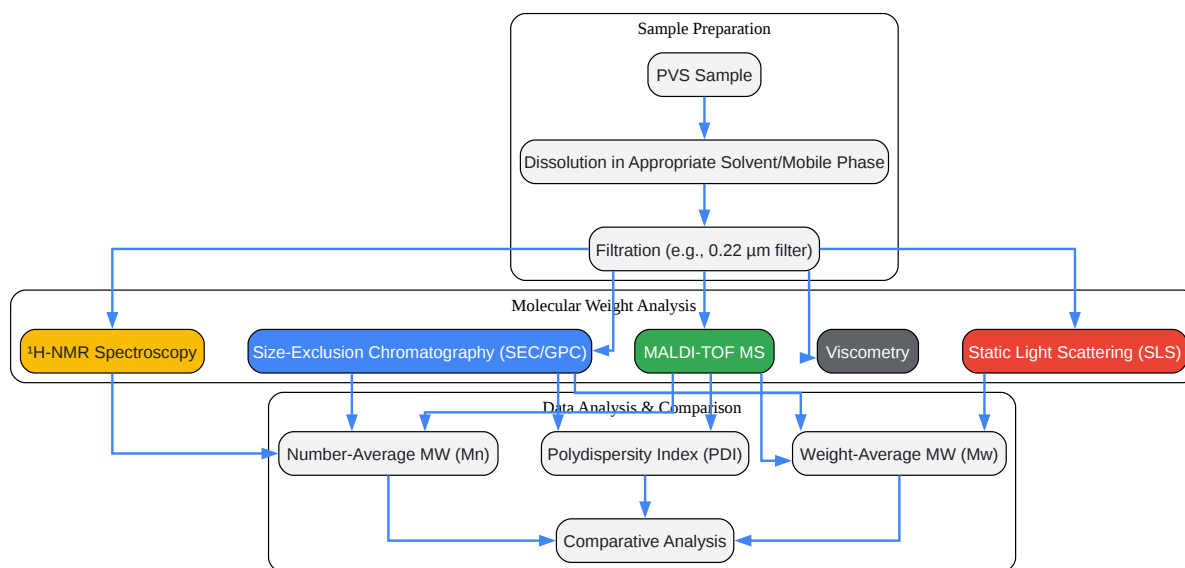 Sample Preparation
PVS Sample
Dissolution in Appropriate Solvent/Mobile Phase
Filtration (e.g., 0.22 µm filter)
Molecular Weight Analysis
¹H-NMR Spectroscopy
Size-Exclusion Chromatography (SEC/GPC)
MALDI-TOF MS
Viscometry
Static Light Scattering (SLS)
Data Analysis & Comparison
Number-Average MW (Mn)
Polydispersity Index (PDI)
Weight-Average MW (Mw)
Comparative Analysis